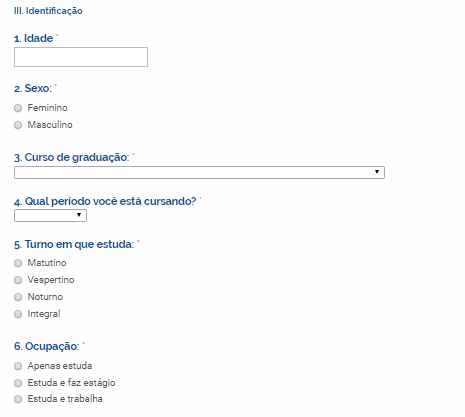 III. Identificação
1. Idade *
2. Sexo: *
Feminino
Masculino
3. Curso de graduação: *
4. Qual período você está cursando? *
5. Turno em que estuda: *
Matutino
Vespertino
Noturno
Integral
6. Ocupação: *
Apenas estuda
Estuda e faz estágio
Estuda e trabalha